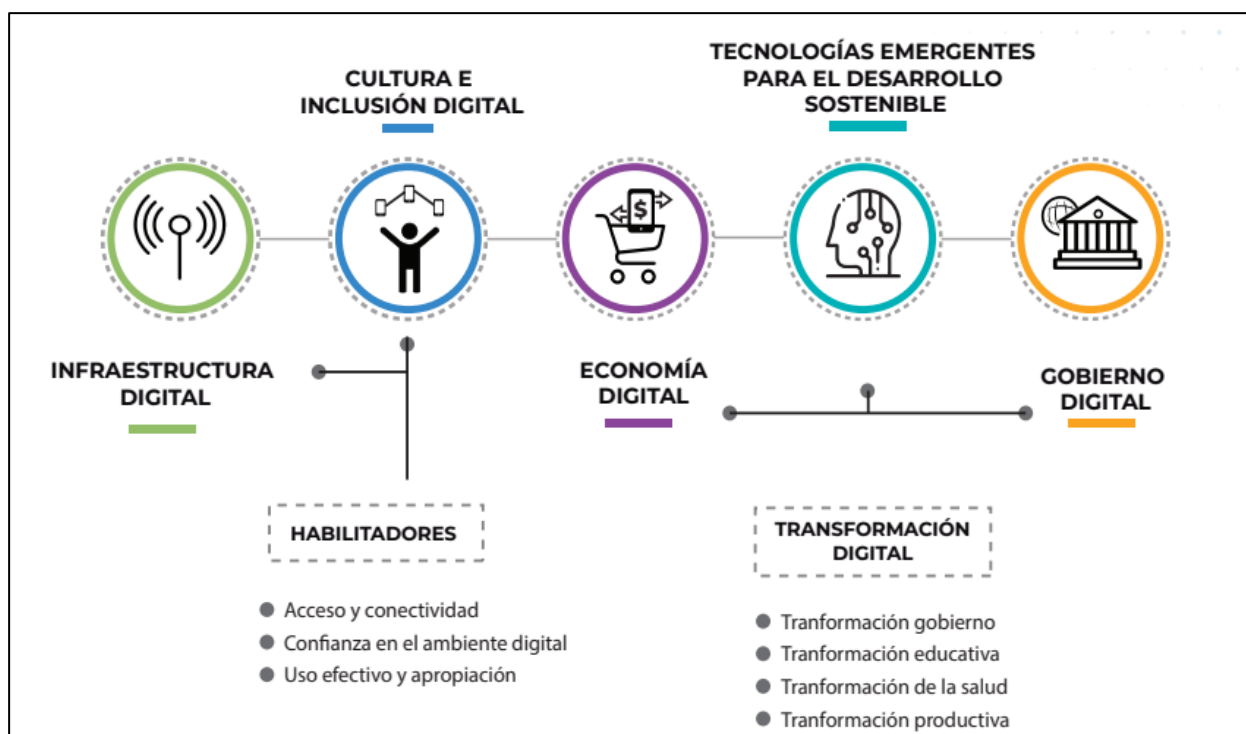 CULTURA E
INCLUSIÓN DIGITAL
TECNOLOGÍAS EMERGENTES
PARA EL DESARROLLO
SOSTENIBLE
$
INFRAESTRUCTURA
DIGITAL
ECONOMÍA
DIGITAL
GOBIERNO
DIGITAL
HABILITADORES
Acceso y conectividad
Confianza en el ambiente digital
Uso efectivo y apropiación
TRANSFORMACIÓN
DIGITAL
Tranformación gobierno
Tranformación educativa
Tranformación de la salud
Tranformación productiva